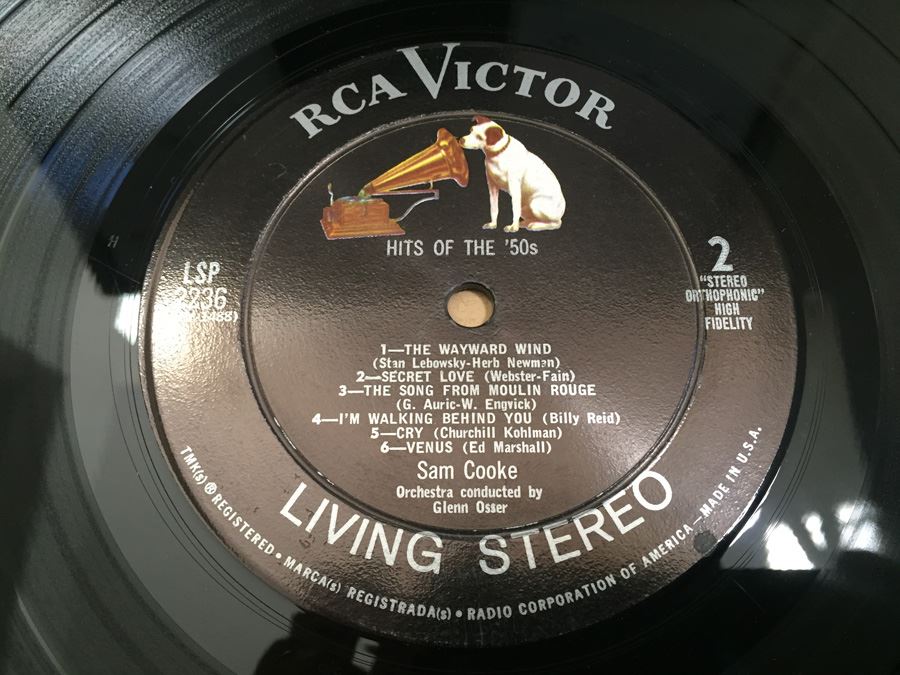 RCA VICTOR
HITS OF THE '50s
LSP
2236
2
"STEREO
ORTHOPHONIC"
HIGH
FIDELITY
1—THE WAYWARD WIND
(Stan Lebowsky-Herb Newman)
2—SECRET LOVE (Webster-Fain)
3—THE SONG FROM MOULIN ROUGE
(G. Auric-W. Engvick)
4—I'M WALKING BEHIND YOU (Billy Reid)
5—CRY (Churchill Kohlman)
6—VENUS (Ed Marshall)
Sam Cooke
Orchestra conducted by
Glenn Osser
LIVING STEREO
TMK(s) ® REGISTERED • MARCA(s) REGISTRADA(s) • RADIO CORPORATION OF AMERICA—MADE IN U.S.A.